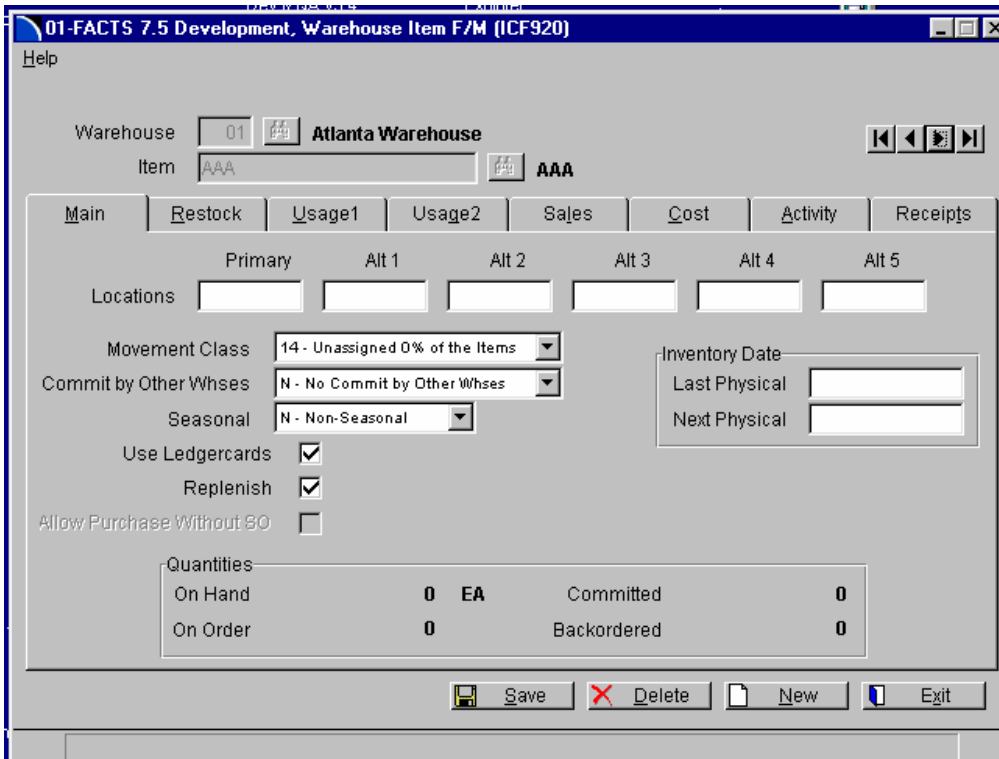 01-FACTS 7.5 Development, Warehouse Item F/M (ICF920)
Help
Warehouse 01 Atlanta Warehouse
Item AAA AAA
Main Restock Usage1 Usage2 Sales Cost Activity Receipts
Primary Alt 1 Alt 2 Alt 3 Alt 4 Alt 5
Locations
Movement Class 14 - Unassigned 0% of the Items
Inventory Date
Commit by Other Whses N - No Commit by Other Whses Last Physical
Seasonal N - Non-Seasonal Next Physical
Use Ledgercards
Replenish
Allow Purchase Without SO
Quantities
On Hand 0 EA Committed 0
On Order 0 Backordered 0
Save Delete New Exit